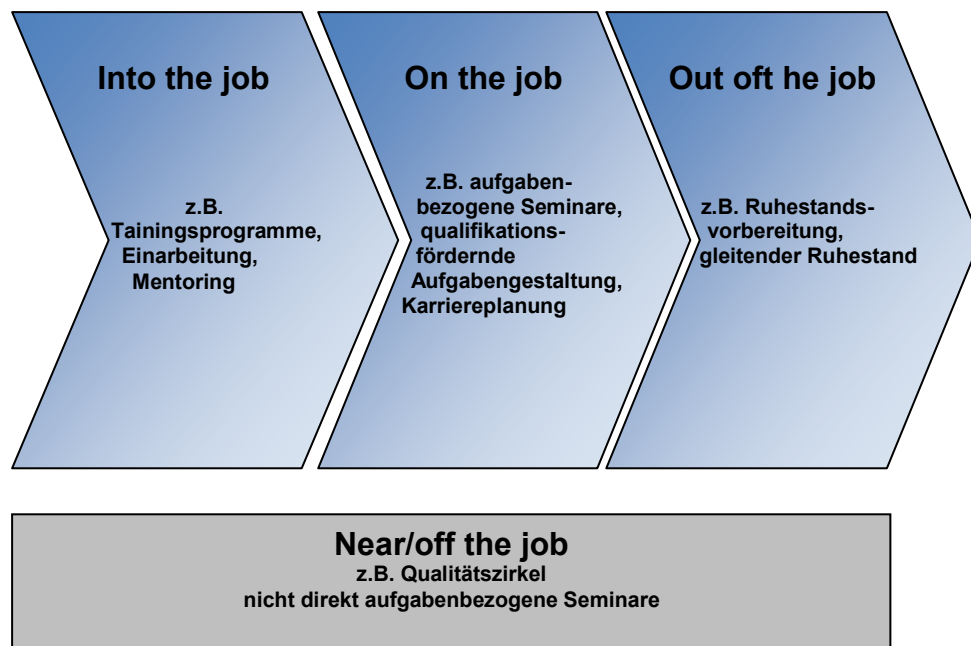 Into the job
z.B.
Tainingsprogramme,
Einarbeitung,
Mentoring
On the job
z.B. aufgaben-
bezogene Seminare,
qualifikations-
fördernde
Aufgabengestaltung,
Karriereplanung
Out oft he job
z.B. Ruhestands-
vorbereitung,
gleitender Ruhestand
Near/off the job
z.B. Qualitätszirkel
nicht direkt aufgabenbezogene Seminare